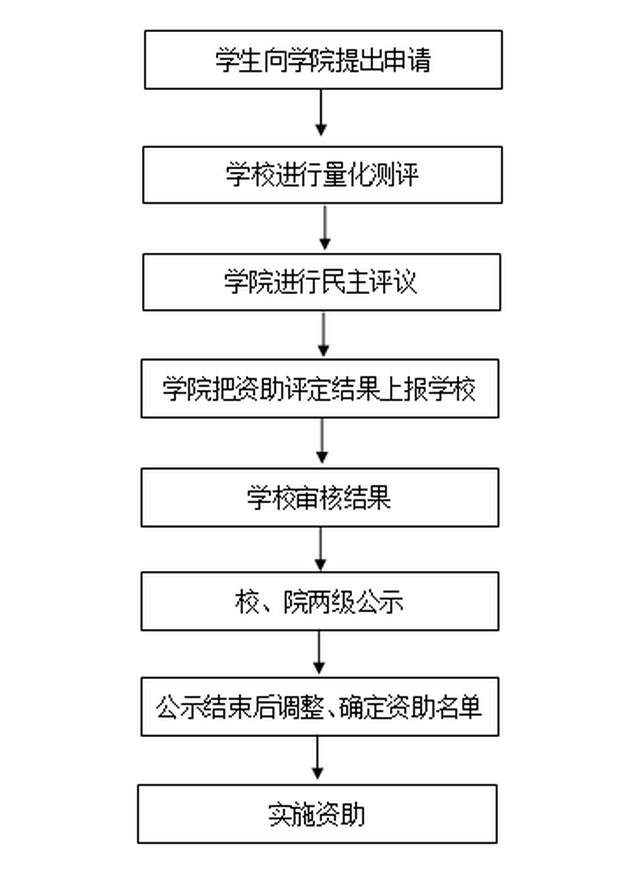 学生向学院提出申请
学校进行量化测评
学院进行民主评议
学院把资助评定结果上报学校
学校审核结果
校、院两级公示
公示结束后调整、确定资助名单
实施资助